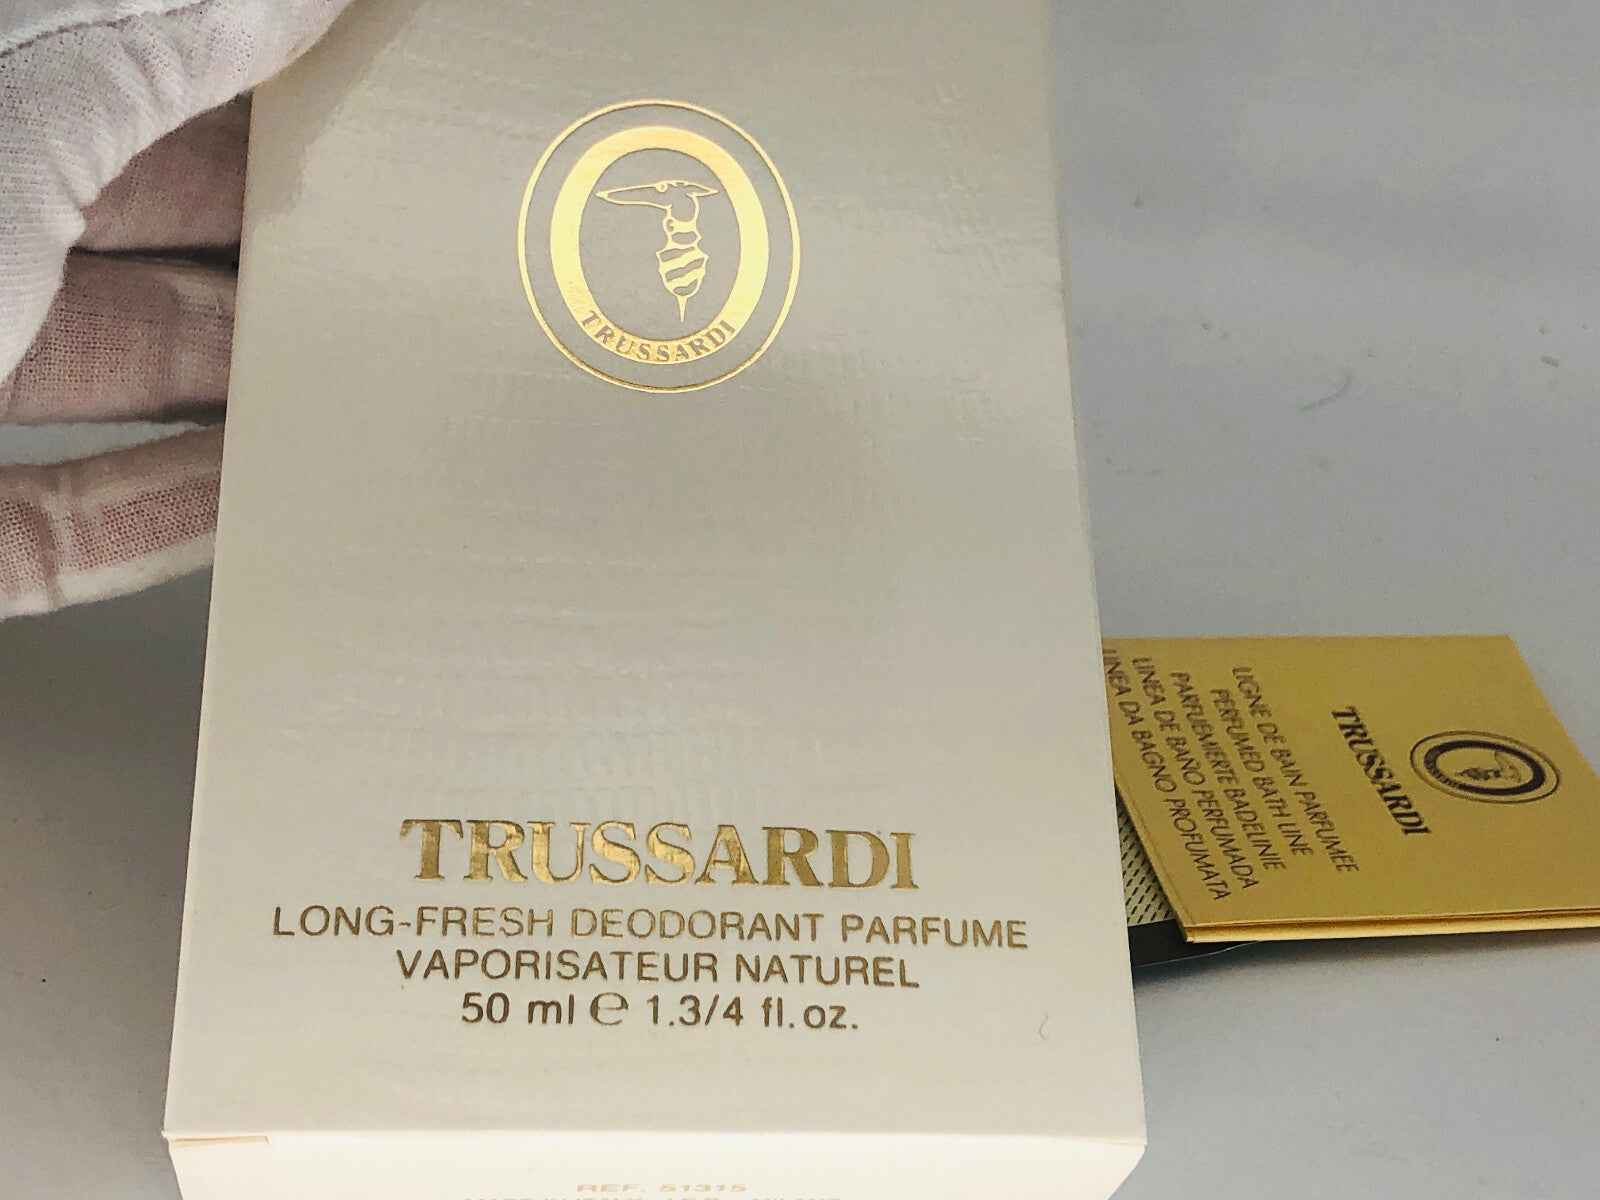 TRUSSARDI
TRUSSARDI
LONG-FRESH DEODORANT PARFUME
VAPORISATEUR NATUREL
50 ml ℮ 1.3/4 fl. oz.
REF. 51315
TRUSSARDI
LIGNE DE BAIN PARFUMEE
PERFUMED BATH LINE
PARFUEMIERTE BADELINIE
LINEA DE BAÑO PERFUMADA
LINEA DA BAGNO PROFUMATA